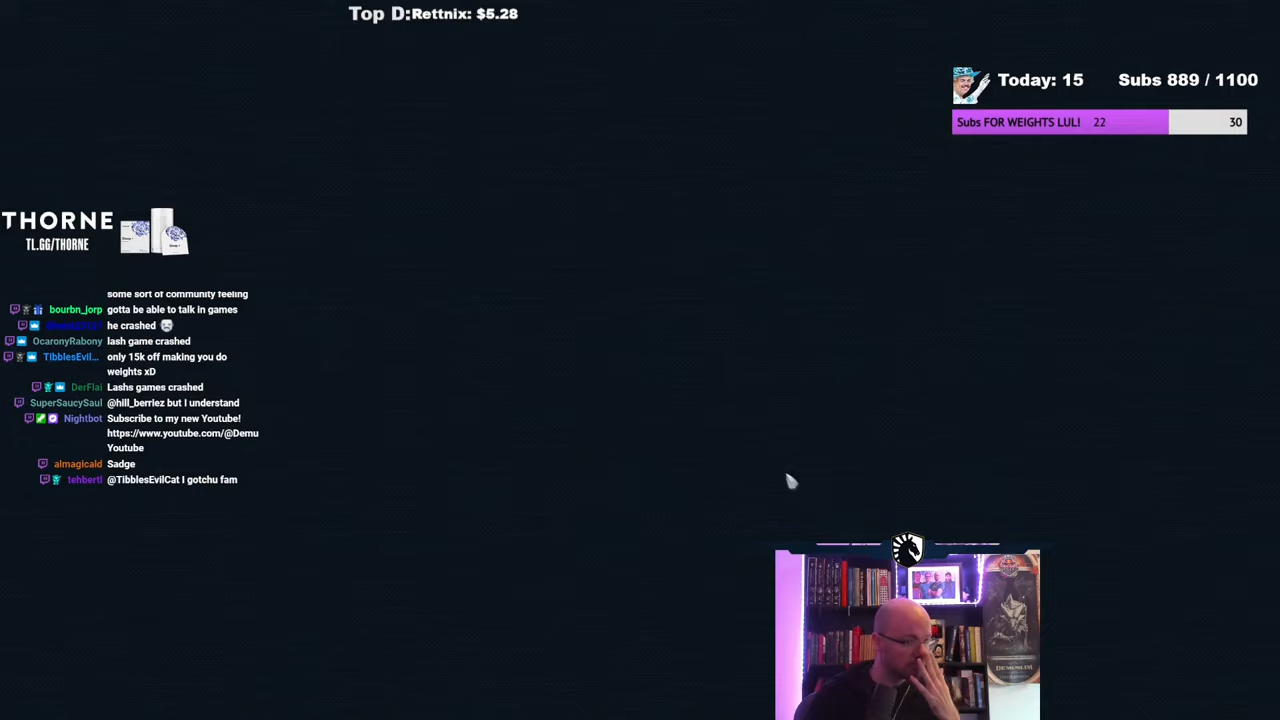 Top D:Rettnix: $5.28
Today: 15
Subs 889 / 1100
Subs FOR WEIGHTS LUL! 22 30
THORNE
TL.GG/THORNE
some sort of community feeling
bourbn_jorp gotta be able to talk in games
he crashed
OcaronyRabony lash game crashed
TibblesEvil... only 15k off making you do
weights xD
DerFlai Lashs games crashed
SuperSaucySaul @hill_berriez but I understand
Nightbot Subscribe to my new Youtube!
https://www.youtube.com/@Demu
Youtube
almagicald Sadge
tehbertl @TibblesEvilCat I gotchu fam